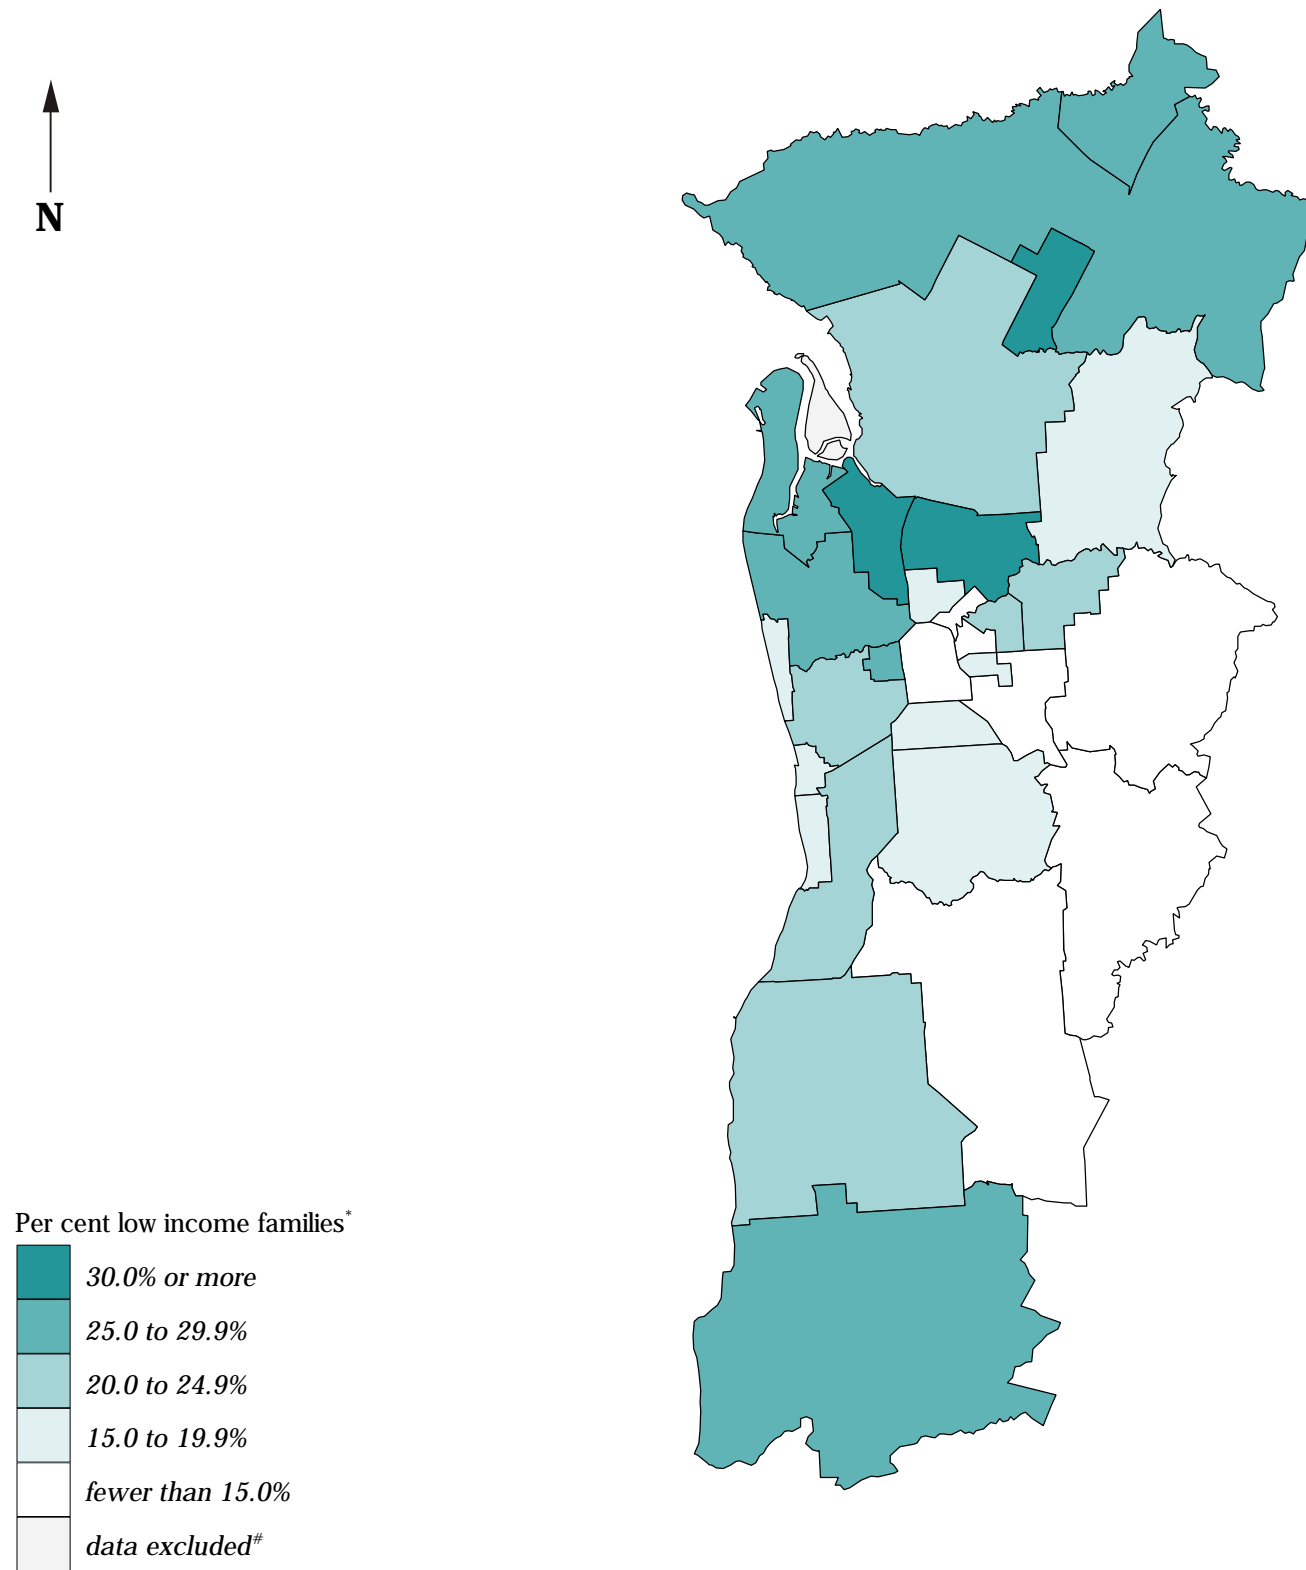 N
Per cent low income families*
30.0% or more
25.0 to 29.9%
20.0 to 24.9%
15.0 to 19.9%
fewer than 15.0%
data excluded#